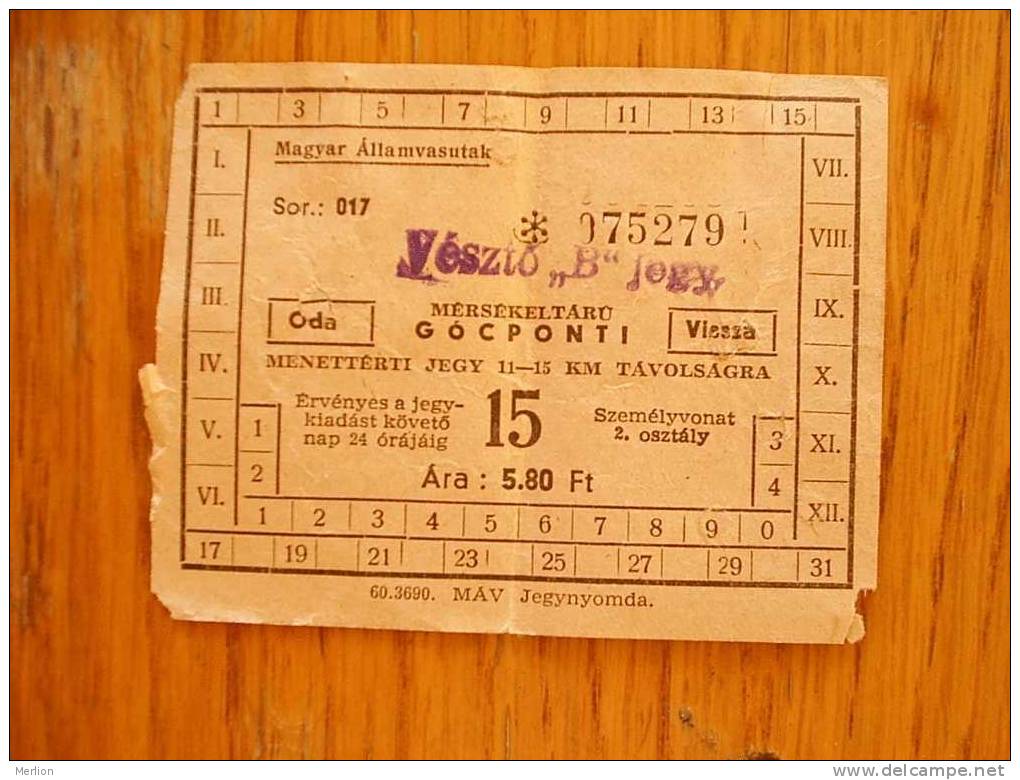 1 3 5 7 9 11 13 15
I. Magyar Államvasutak VII.
Sor.: 017 * 075279
II. Vésztő „B“ jegy VIII.
III. MÉRSÉKELTÁRÚ IX.
Óda GÓCPONTI Vissza
IV. MENETTÉRTI JEGY 11—15 KM TÁVOLSÁGRA X.
Érvényes a jegy-
kiadást követő
nap 24 órájáig
15
Személyvonat
2. osztály
V. 1 3 XI.
2 4
Ára : 5.80 Ft
VI. XII.
1 2 3 4 5 6 7 8 9 0
17 19 21 23 25 27 29 31
60.3690. MÁV Jegynyomda.
Merlion
www.delcampe.net